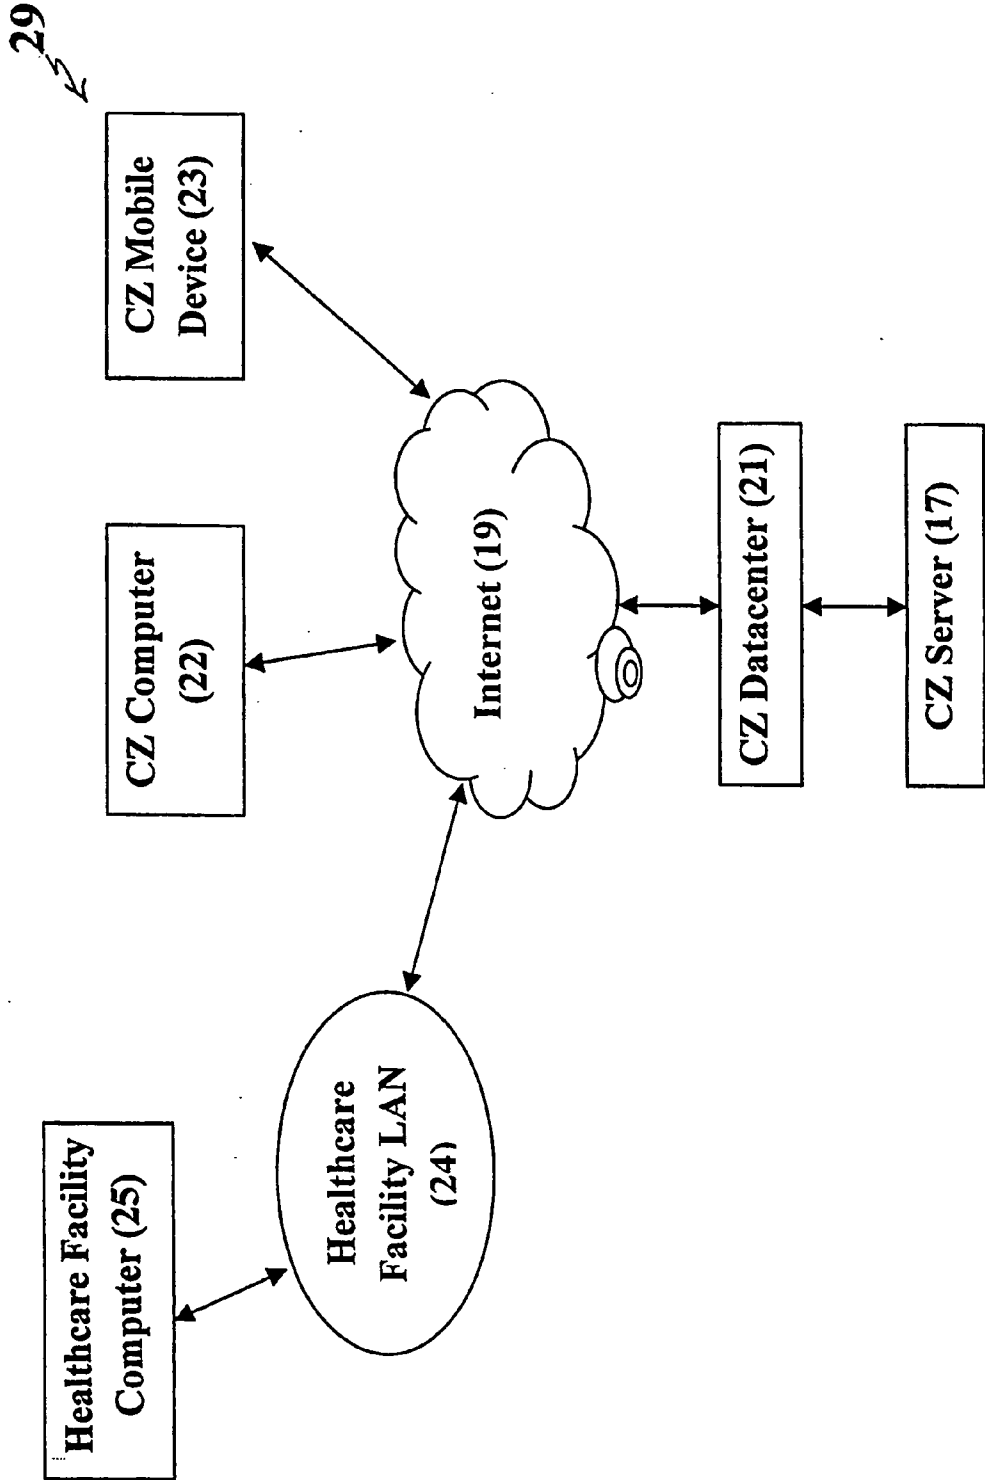 29
Healthcare Facility
Computer (25)
CZ Computer
(22)
CZ Mobile
Device (23)
Healthcare
Facility LAN
(24)
Internet (19)
CZ Datacenter (21)
CZ Server (17)